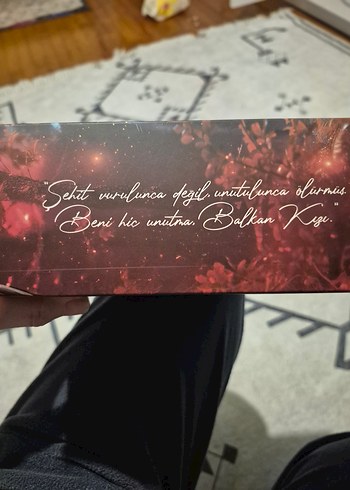 "Şehit vurulunca değil, unutulunca ölürmüş.
Beni hiç unutma, Balkan Kızı."